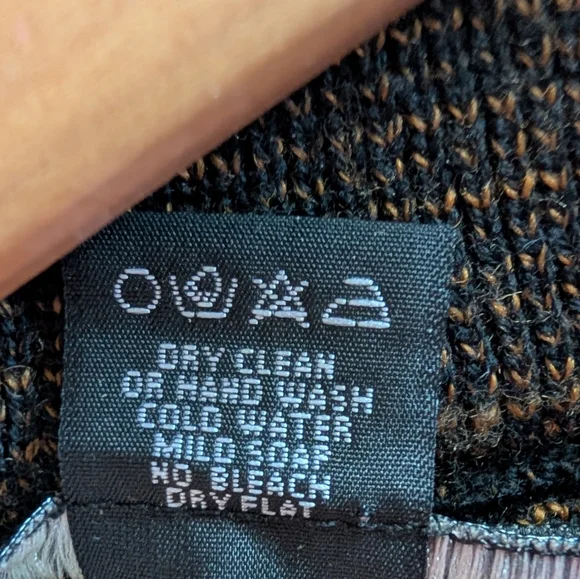 DRY CLEAN
OR HAND WASH
COLD WATER
MILD SOAP
NO BLEACH
DRY FLAT